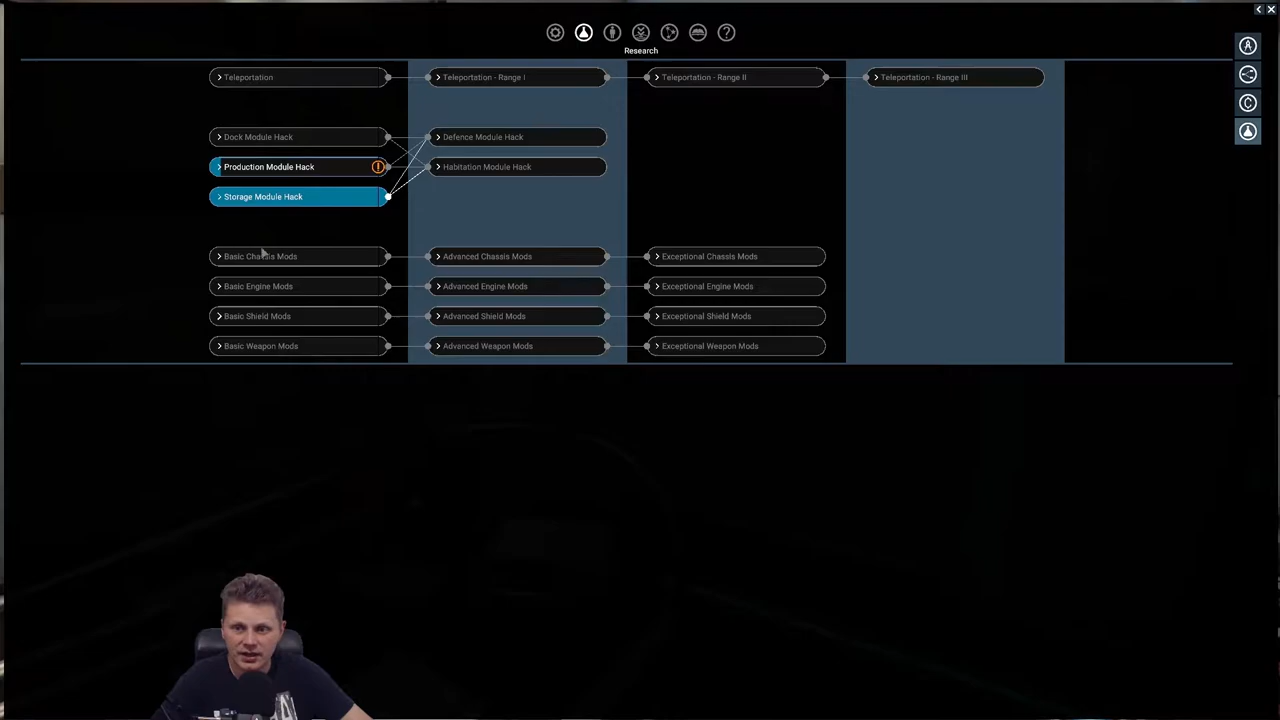 Research
Teleportation
Teleportation - Range I
Teleportation - Range II
Teleportation - Range III
Dock Module Hack
Defence Module Hack
Production Module Hack
Habitation Module Hack
Storage Module Hack
Basic Chassis Mods
Advanced Chassis Mods
Exceptional Chassis Mods
Basic Engine Mods
Advanced Engine Mods
Exceptional Engine Mods
Basic Shield Mods
Advanced Shield Mods
Exceptional Shield Mods
Basic Weapon Mods
Advanced Weapon Mods
Exceptional Weapon Mods